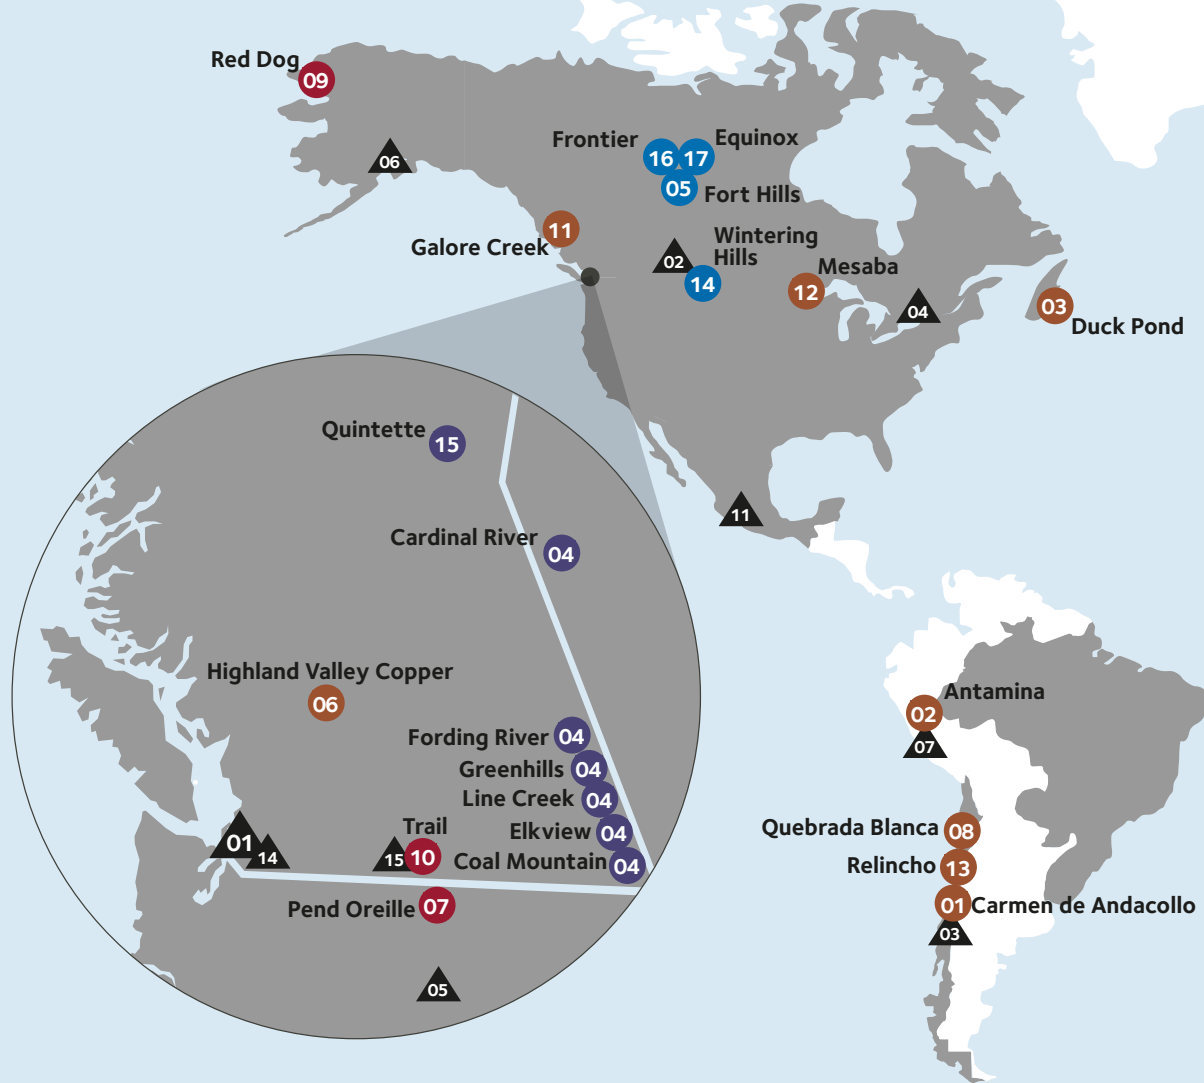 Red Dog
09
06
Frontier
16
17
Equinox
05
Fort Hills
11
Galore Creek
02
Wintering
Hills
14
Mesaba
12
04
03
Duck Pond
11
Quintette
15
Cardinal River
04
Highland Valley Copper
06
Fording River
04
Greenhills
04
Line Creek
04
Elkview
04
Coal Mountain
04
01
14
Trail
15
10
Pend Oreille
07
05
Antamina
02
07
Quebrada Blanca
08
Relincho
13
01
Carmen de Andacollo
03